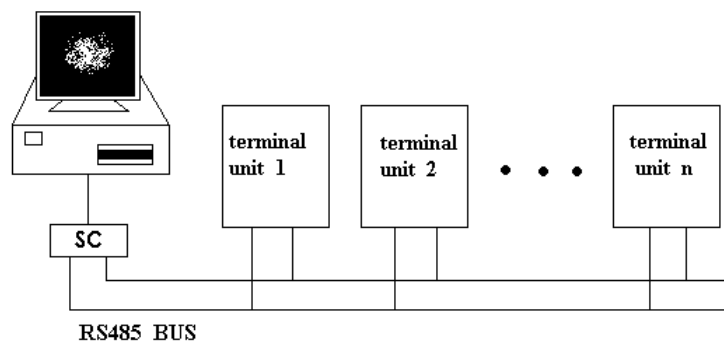 terminal
unit 1
terminal
unit 2
terminal
unit n
SC
RS485 BUS